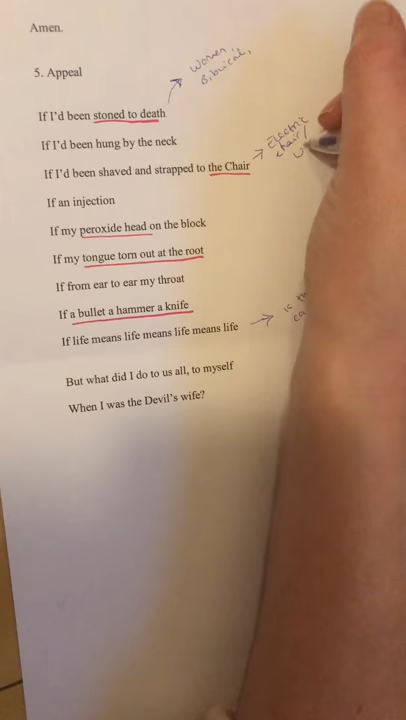 Amen.
5. Appeal
women,
Biblical,
If I'd been stoned to death
If I'd been hung by the neck
If I'd been shaved and strapped to the Chair
Electric
chair/
U
If an injection
If my peroxide head on the block
If my tongue torn out at the root
If from ear to ear my throat
If a bullet a hammer a knife
If life means life means life means life
is
But what did I do to us all, to myself
When I was the Devil's wife?